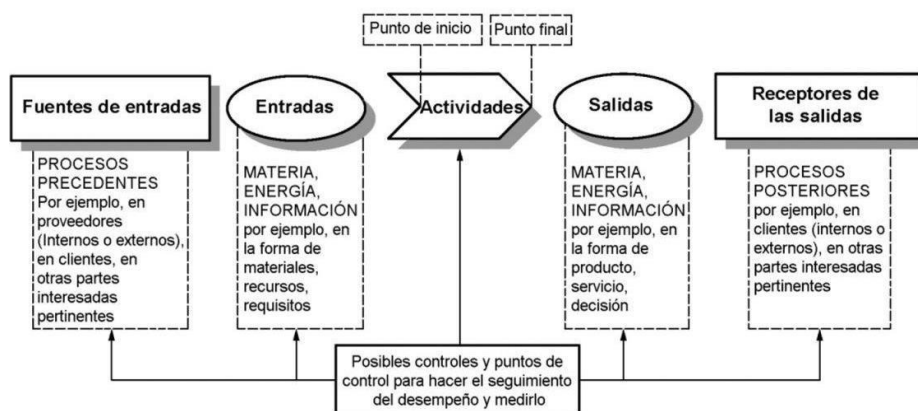 Punto de inicio
Punto final
Fuentes de entradas
Entradas
Actividades
Salidas
Receptores de
las salidas
PROCESOS
PRECEDENTES
Por ejemplo, en
proveedores
(Internos o externos),
en clientes, en
otras partes
interesadas
pertinentes
MATERIA,
ENERGÍA,
INFORMACIÓN
por ejemplo, en
la forma de
materiales,
recursos,
requisitos
MATERIA,
ENERGÍA,
INFORMACIÓN
por ejemplo, en
la forma de
producto,
servicio,
decisión
PROCESOS
POSTERIORES
por ejemplo, en
clientes (internos o
externos), en otras
partes interesadas
pertinentes
Posibles controles y puntos de
control para hacer el seguimiento
del desempeño y medirlo